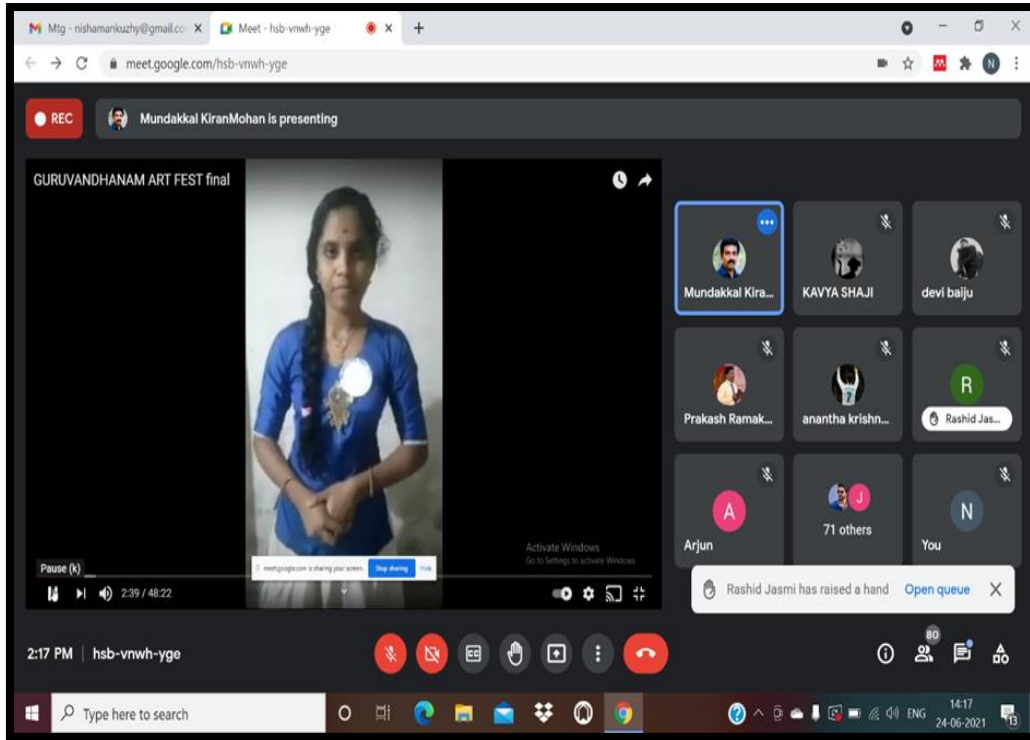 Mtg - nishamankuzhy@gmail.co
Meet - hsb-vnwh-yge
meet.google.com/hsb-vnwh-yge
N
REC
Mundakkal KiranMohan is presenting
GURUVANDHANAM ART FEST final
Mundakkal Kira...
KAVYA SHAJI
devi baiju
Prakash Ramak...
anantha krishn...
R
Rashid Jas...
A
Arjun
J
71 others
N
You
Activate Windows
Go to Settings to activate Windows.
Pause (k)
meet.google.com is sharing your screen.
Stop sharing
Hide
2:39 / 48:22
Rashid Jasmi has raised a hand
Open queue
2:17 PM | hsb-vnwh-yge
80
Type here to search
ENG
14:17
24-06-2021
13